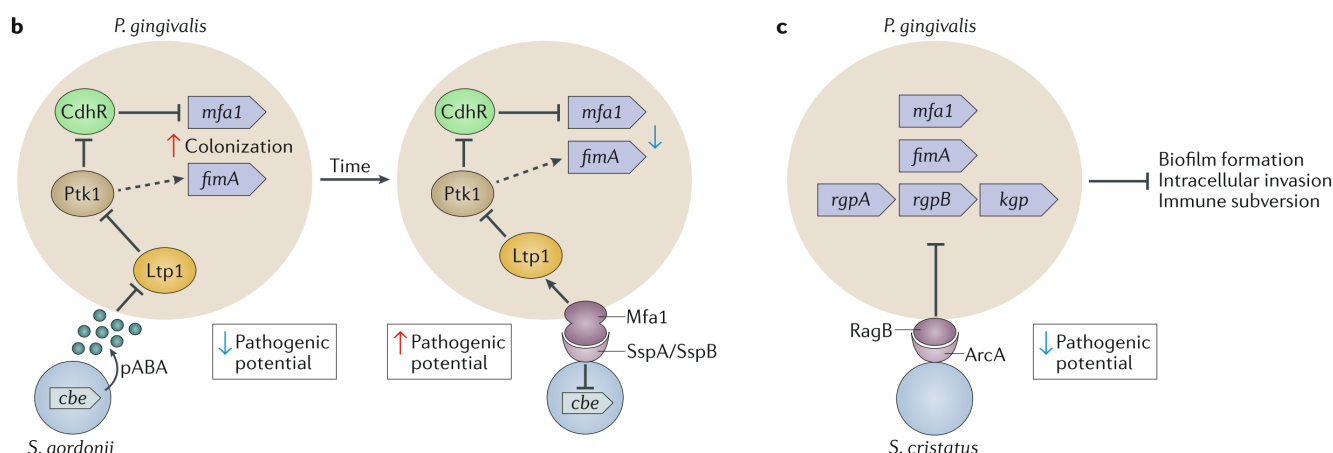 b
P. gingivalis
CdhR
mfa1
↑ Colonization
Ptk1
fimA
Ltp1
pABA
cbe
S. gordonii
↓ Pathogenic
potential
Time
CdhR
mfa1
↓
fimA
Ptk1
Ltp1
Mfa1
SspA/SspB
cbe
↑ Pathogenic
potential
c
P. gingivalis
mfa1
fimA
rgpA rgpB kgp
Biofilm formation
Intracellular invasion
Immune subversion
RagB
ArcA
S. cristatus
↓ Pathogenic
potential